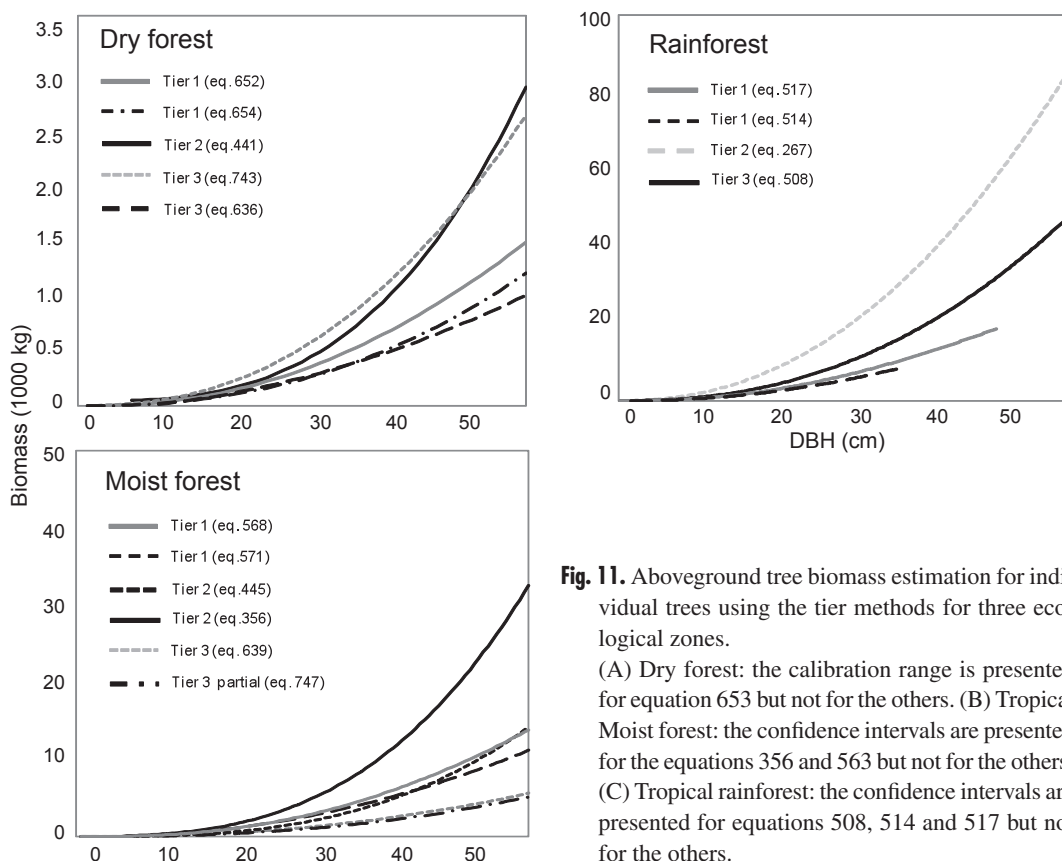 3.5
3.0
2.5
2.0
1.5
1.0
0.5
0
Dry forest
Tier 1 (eq.652)
Tier 1 (eq.654)
Tier 2 (eq.441)
Tier 3 (eq.743)
Tier 3 (eq.636)
0 10 20 30 40 50
Biomass (1000 kg)
100
80
60
40
20
0
Rainforest
Tier 1 (eq.517)
Tier 1 (eq.514)
Tier 2 (eq.267)
Tier 3 (eq.508)
0 10 20 30 40 50
DBH (cm)
50
40
30
20
10
0
Moist forest
Tier 1 (eq.568)
Tier 1 (eq.571)
Tier 2 (eq.445)
Tier 2 (eq.356)
Tier 3 (eq.639)
Tier 3 partial (eq.747)
0 10 20 30 40 50
Fig. 11. Aboveground tree biomass estimation for indi
vidual trees using the tier methods for three eco
logical zones.
(A) Dry forest: the calibration range is presente
for equation 653 but not for the others. (B) Tropica
Moist forest: the confidence intervals are presente
for the equations 356 and 563 but not for the others
(C) Tropical rainforest: the confidence intervals ar
presented for equations 508, 514 and 517 but no
for the others.